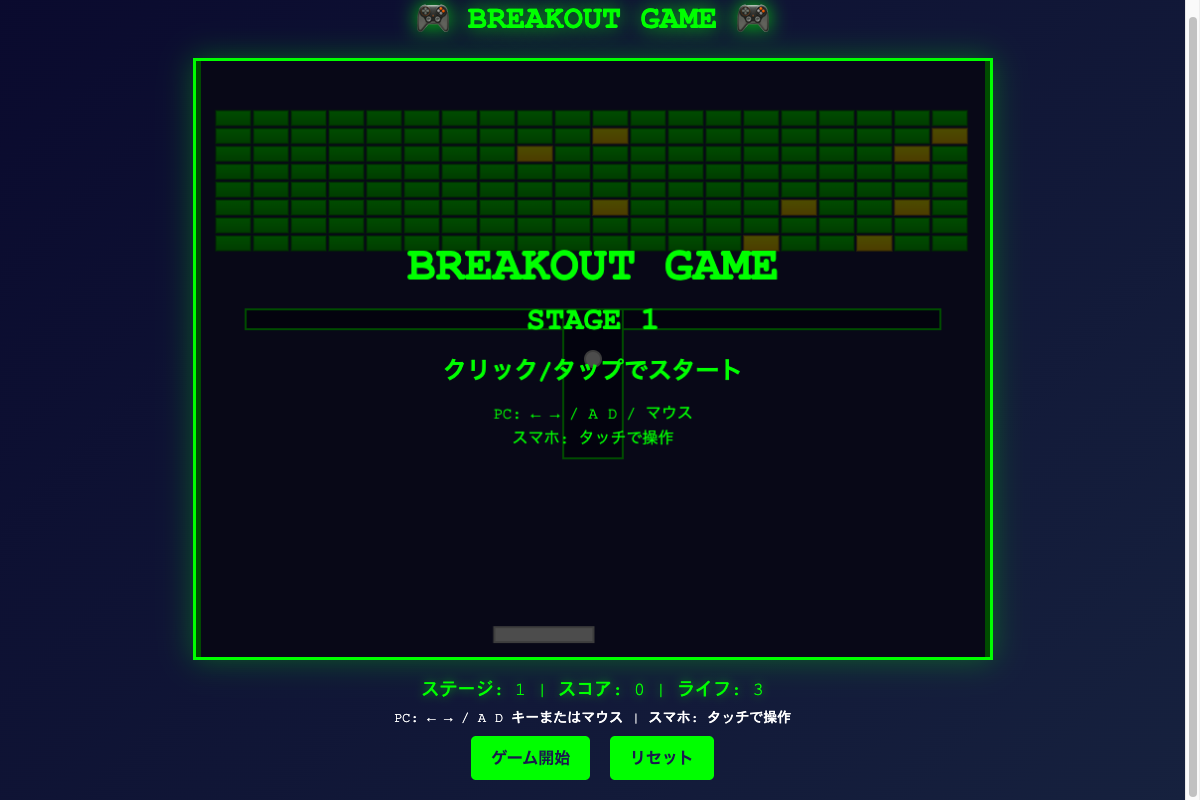 🎮 BREAKOUT GAME 🎮
BREAKOUT GAME
STAGE 1
クリック/タップでスタート
PC: ← → / A D / マウス
スマホ: タッチで操作
ステージ: 1 | スコア: 0 | ライフ: 3
PC: ← → / A D キーまたはマウス | スマホ: タッチで操作
ゲーム開始 リセット